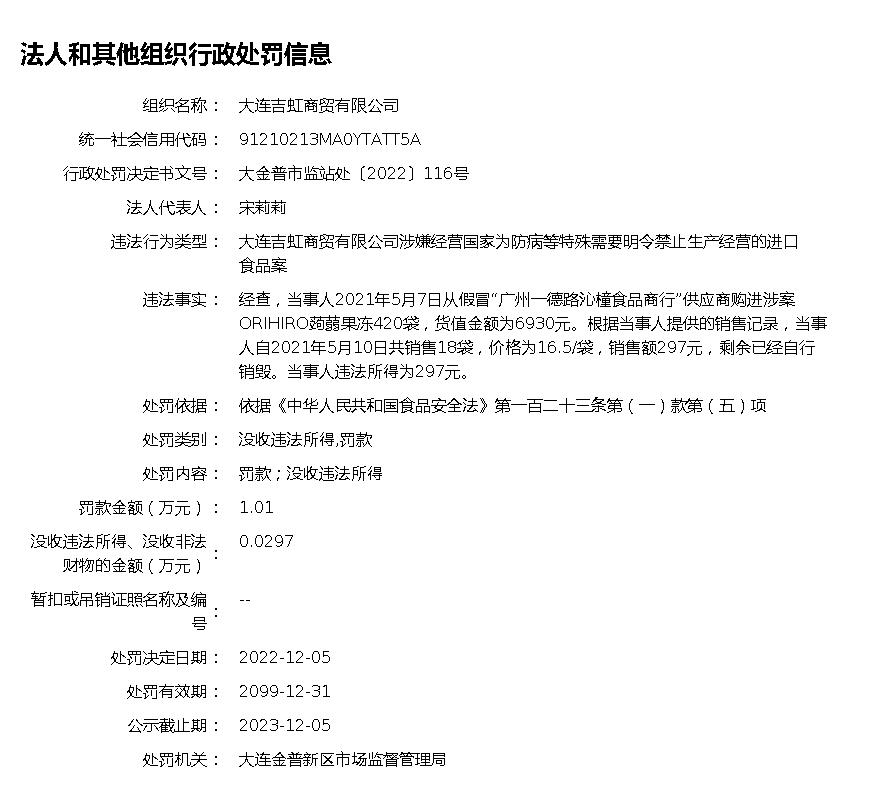 法人和其他组织行政处罚信息
组织名称： 大连吉虹商贸有限公司
统一社会信用代码： 91210213MA0YTATT5A
行政处罚决定书文号： 大金普市监站处〔2022〕116号
法人代表人： 宋莉莉
违法行为类型： 大连吉虹商贸有限公司涉嫌经营国家为防病等特殊需要明令禁止生产经营的进口
食品案
违法事实： 经查，当事人2021年5月7日从假冒“广州一德路沁橦食品商行”供应商购进涉案
ORIHIRO蒟蒻果冻420袋，货值金额为6930元。根据当事人提供的销售记录，当事
人自2021年5月10日共销售18袋，价格为16.5/袋，销售额297元，剩余已经自行
销毁。当事人违法所得为297元。
处罚依据： 依据《中华人民共和国食品安全法》第一百二十三条第（一）款第（五）项
处罚类别： 没收违法所得,罚款
处罚内容： 罚款；没收违法所得
罚款金额（万元）： 1.01
没收违法所得、没收非法
财物的金额（万元）： 0.0297
暂扣或吊销证照名称及编
号： --
处罚决定日期： 2022-12-05
处罚有效期： 2099-12-31
公示截止期： 2023-12-05
处罚机关： 大连金普新区市场监督管理局